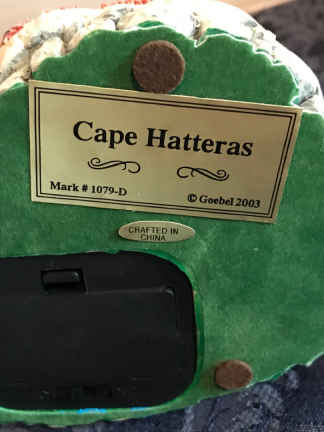 Cape Hatteras
Mark # 1079-D © Goebel 2003
CRAFTED IN
CHINA